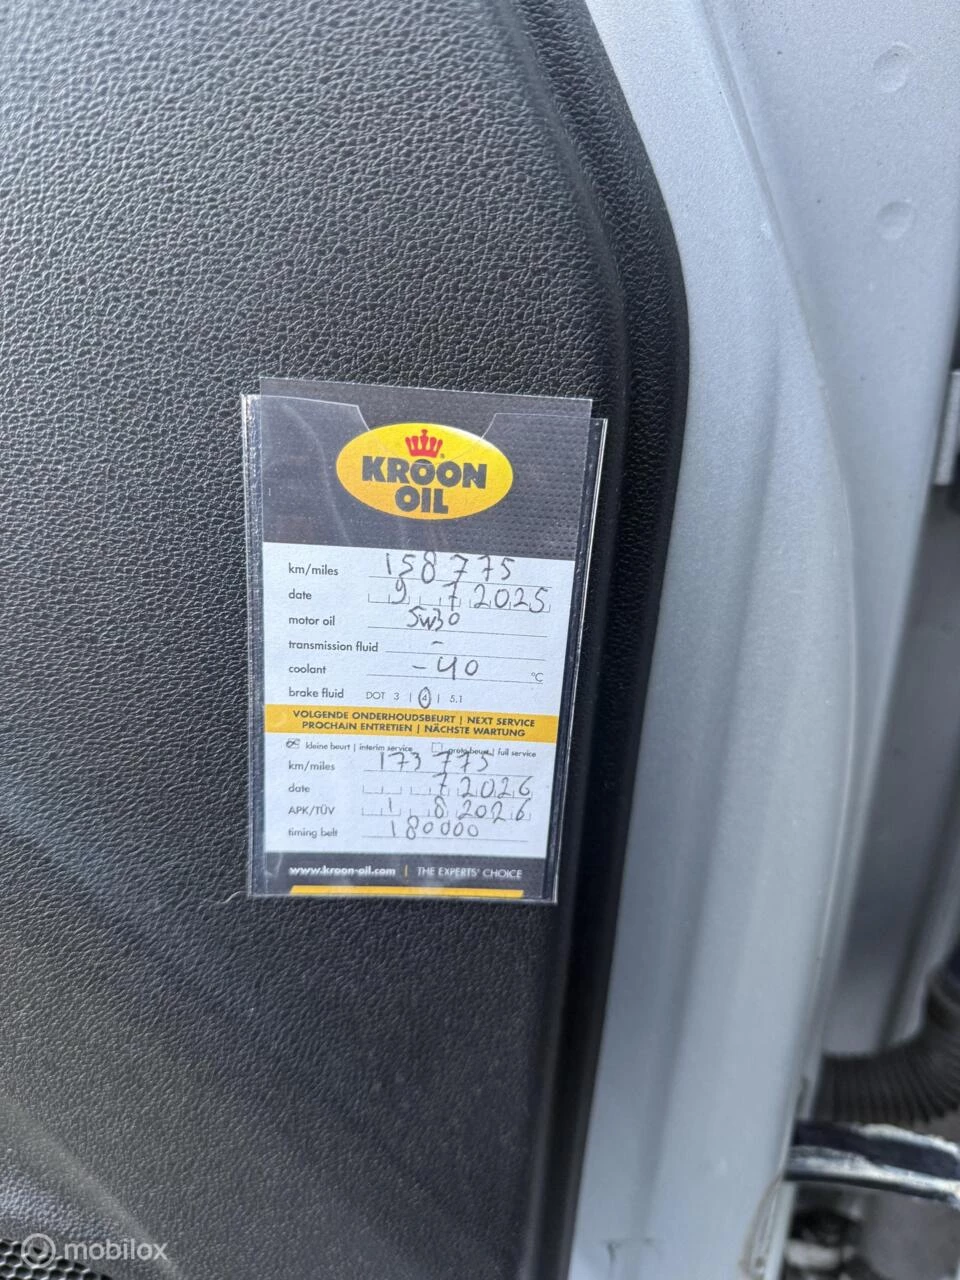 KROON
OIL
km/miles 158775
date 9 7 2025
motor oil 5w30
transmission fluid -
coolant -40 °C
brake fluid DOT 3 | 4 | 5.1
VOLGENDE ONDERHOUDSBEURT | NEXT SERVICE
PROCHAIN ENTRETIEN | NÄCHSTE WARTUNG
kleine beurt | interim service grote beurt | full service
km/miles 173775
date 7 2026
APK/TÜV 1 8 2026
timing belt 180000
www.kroon-oil.com | THE EXPERTS' CHOICE
mobilox